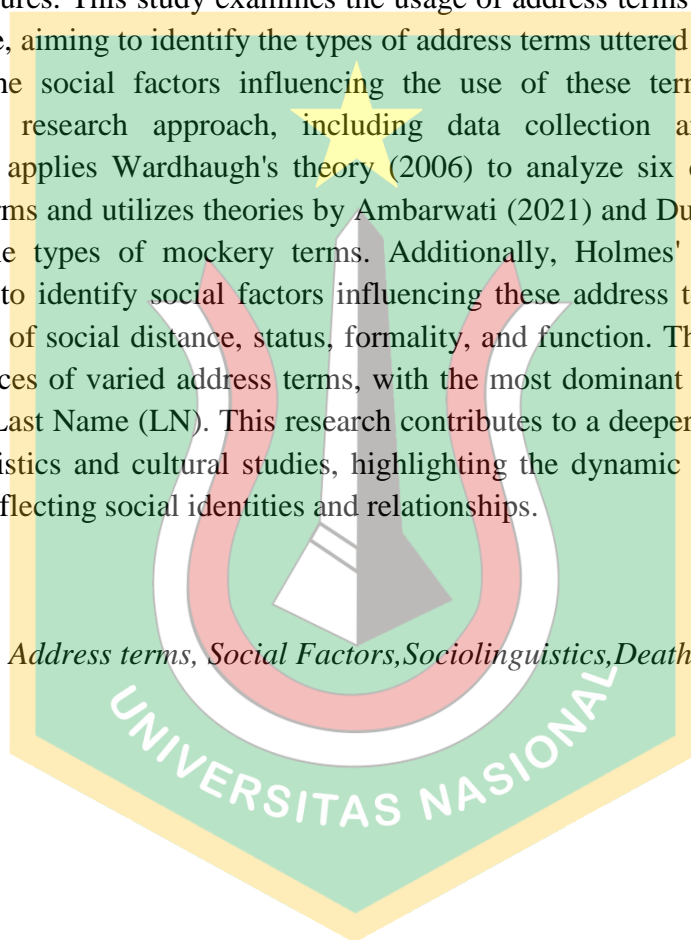 ures. This study examines the usage of address terms
e, aiming to identify the types of address terms uttered
he social factors influencing the use of these ter
research approach, including data collection a
applies Wardhaugh's theory (2006) to analyze six
rms and utilizes theories by Ambarwati (2021) and Du
e types of mockery terms. Additionally, Holmes'
to identify social factors influencing these address t
of social distance, status, formality, and function. Th
ces of varied address terms, with the most dominant
Last Name (LN). This research contributes to a deeper
istics and cultural studies, highlighting the dynamic
flecting social identities and relationships.
Address terms, Social Factors,Sociolinguistics,Death
UNIVERSITAS NASIONAL